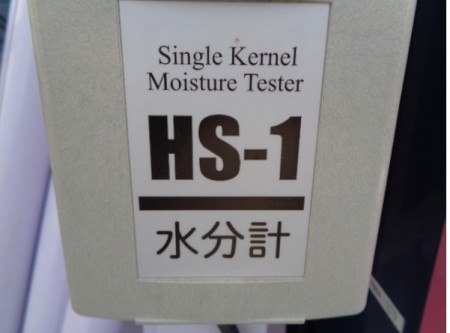 Single Kernel
Moisture Tester
HS-1
水分計